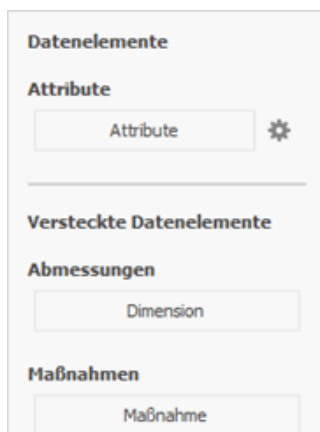 Datenelemente
Attribute
Attribute
Versteckte Datenelemente
Abmessungen
Dimension
Maßnahmen
Maßnahme